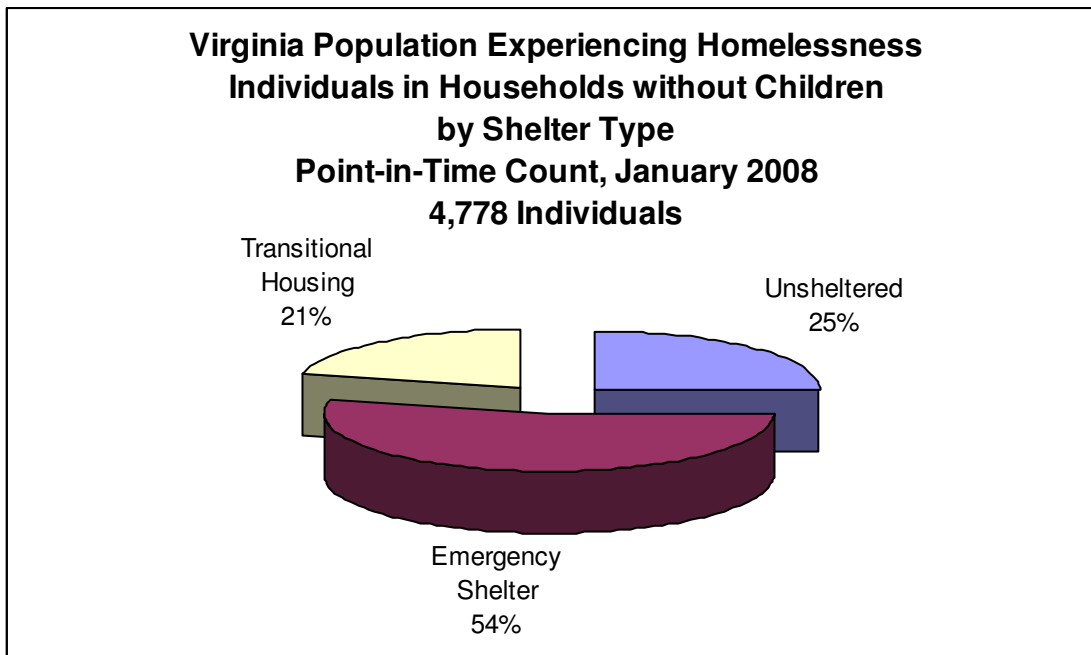 Virginia Population Experiencing Homelessness
Individuals in Households without Children
by Shelter Type
Point-in-Time Count, January 2008
4,778 Individuals
Transitional
Housing
21%
Unsheltered
25%
Emergency
Shelter
54%